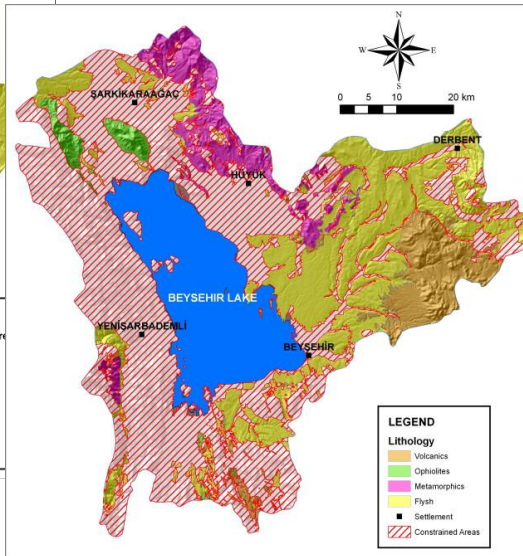 N
W E
S
0 5 10 20 km
ŞARKİKARAAĞAÇ
DERBENT
HÜYÜK
BEYSEHIR LAKE
YENİŞARBADEMLİ
BEYŞEHİR
re
LEGEND
Lithology
Volcanics
Ophiolites
Metamorphics
Flysh
Settlement
Constrained Areas